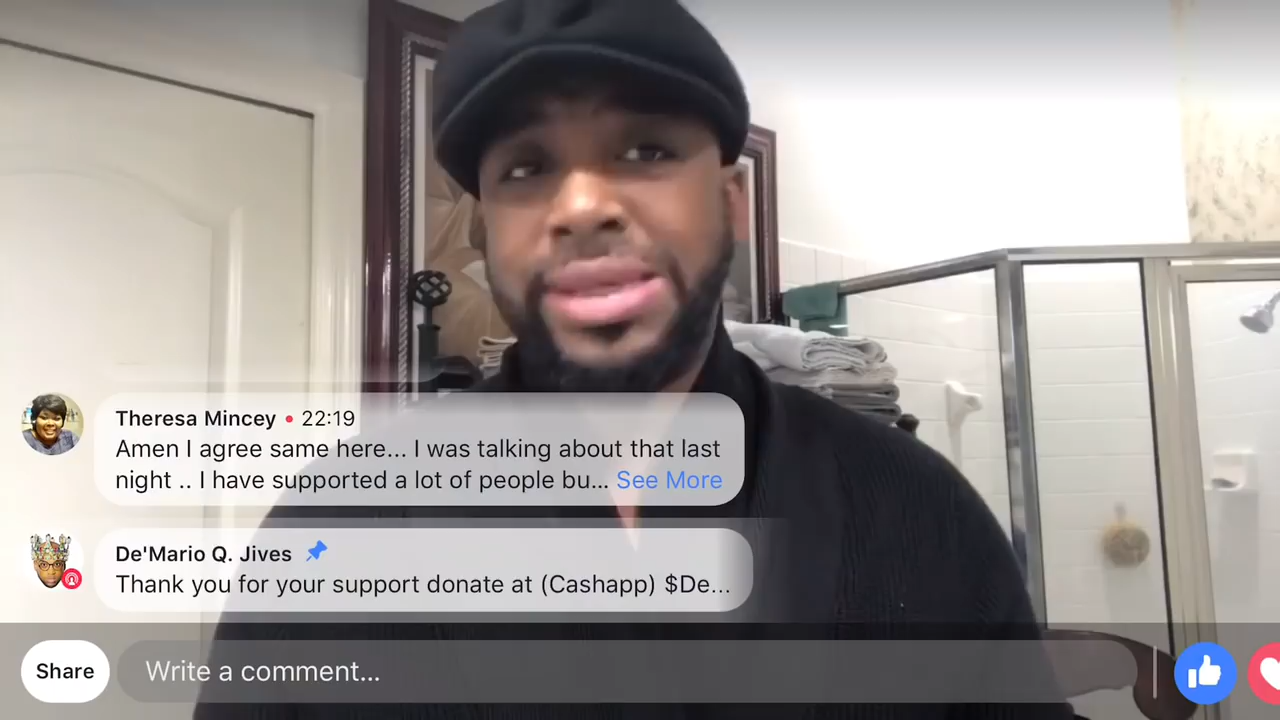 Theresa Mincey • 22:19
Amen I agree same here... I was talking about that last
night .. I have supported a lot of people bu... See More
De'Mario Q. Jives
Thank you for your support donate at (Cashapp) $De...
Share
Write a comment...